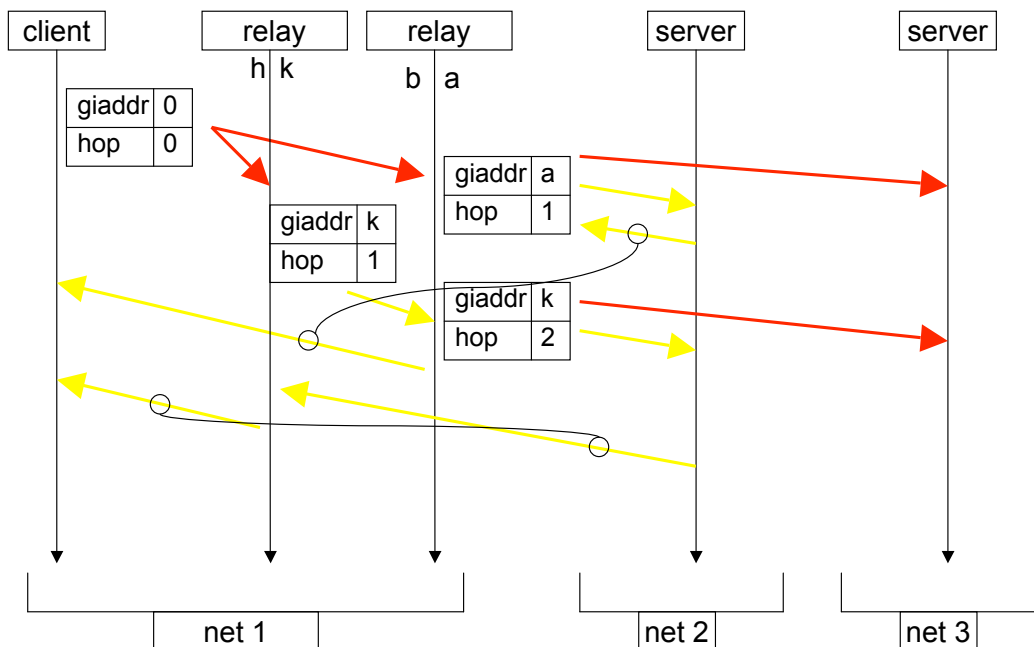 client
relay
relay
server
server
h k
b a
giaddr 0
hop 0
giaddr a
hop 1
giaddr k
hop 1
giaddr k
hop 2
net 1
net 2
net 3